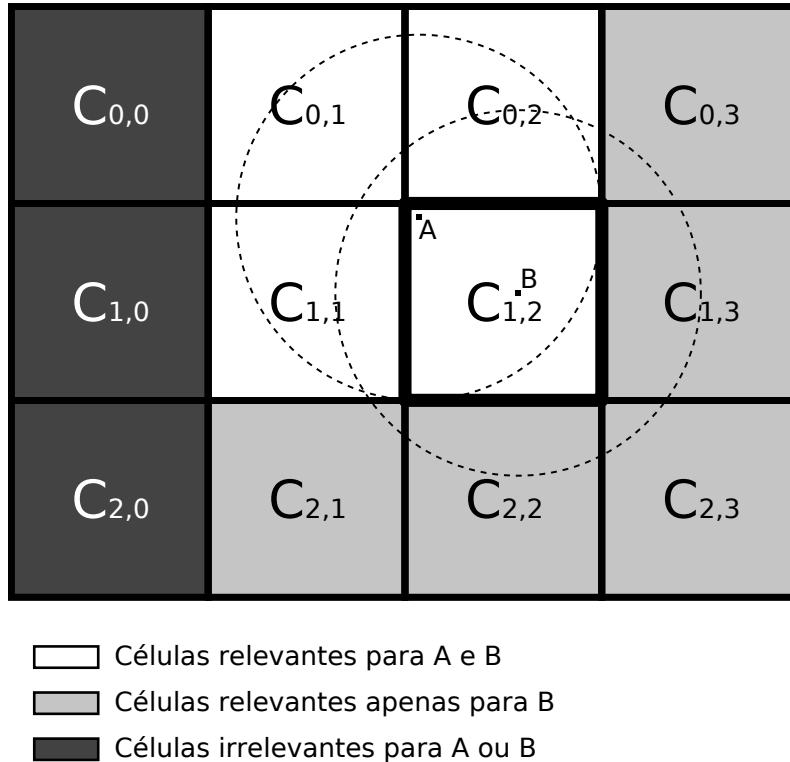 C0,0 C0,1 C0,2 C0,3
A
B
C1,0 C1,1 C1,2 C1,3
C2,0 C2,1 C2,2 C2,3
Células relevantes para A e B
Células relevantes apenas para B
Células irrelevantes para A ou B